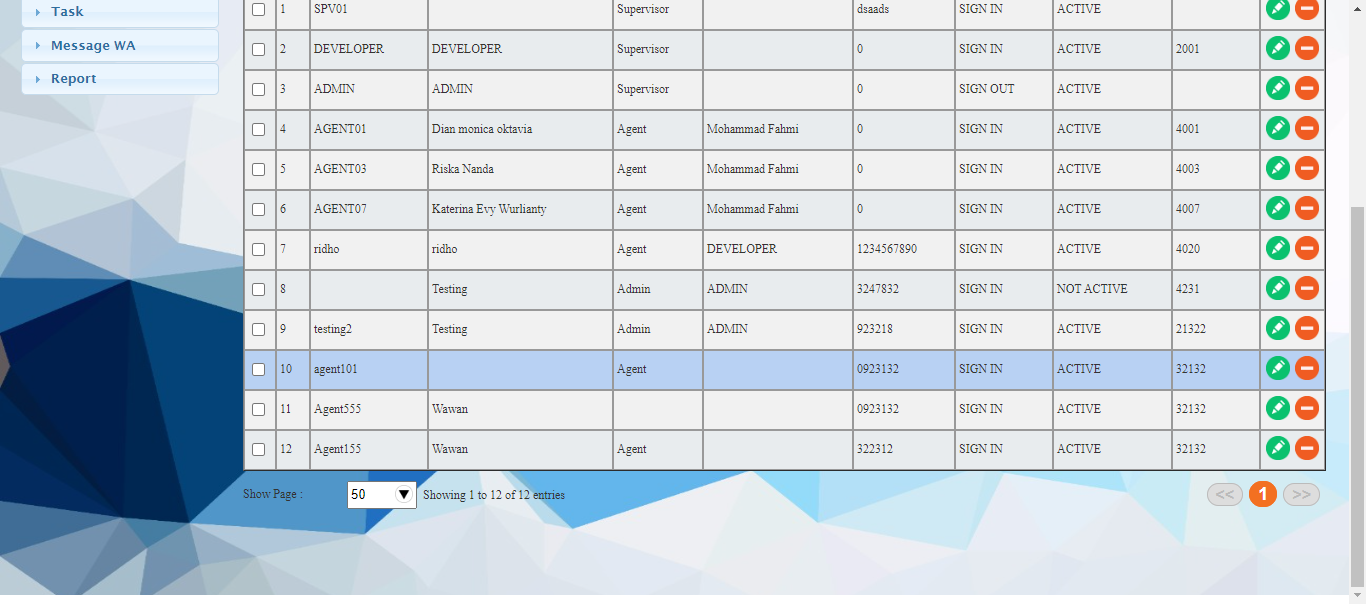 Task
Message WA
Report
1 SPV01 Supervisor dsaads SIGN IN ACTIVE
2 DEVELOPER DEVELOPER Supervisor 0 SIGN IN ACTIVE 2001
3 ADMIN ADMIN Supervisor 0 SIGN OUT ACTIVE
4 AGENT01 Dian monica oktavia Agent Mohammad Fahmi 0 SIGN IN ACTIVE 4001
5 AGENT03 Riska Nanda Agent Mohammad Fahmi 0 SIGN IN ACTIVE 4003
6 AGENT07 Katerina Evy Wurlianty Agent Mohammad Fahmi 0 SIGN IN ACTIVE 4007
7 ridho ridho Agent DEVELOPER 1234567890 SIGN IN ACTIVE 4020
8 Testing Admin ADMIN 3247832 SIGN IN NOT ACTIVE 4231
9 testing2 Testing Admin ADMIN 923218 SIGN IN ACTIVE 21322
10 agent101 Agent 0923132 SIGN IN ACTIVE 32132
11 Agent555 Wawan 0923132 SIGN IN ACTIVE 32132
12 Agent155 Wawan Agent 322312 SIGN IN ACTIVE 32132
Show Page : 50 Showing 1 to 12 of 12 entries << 1 >>